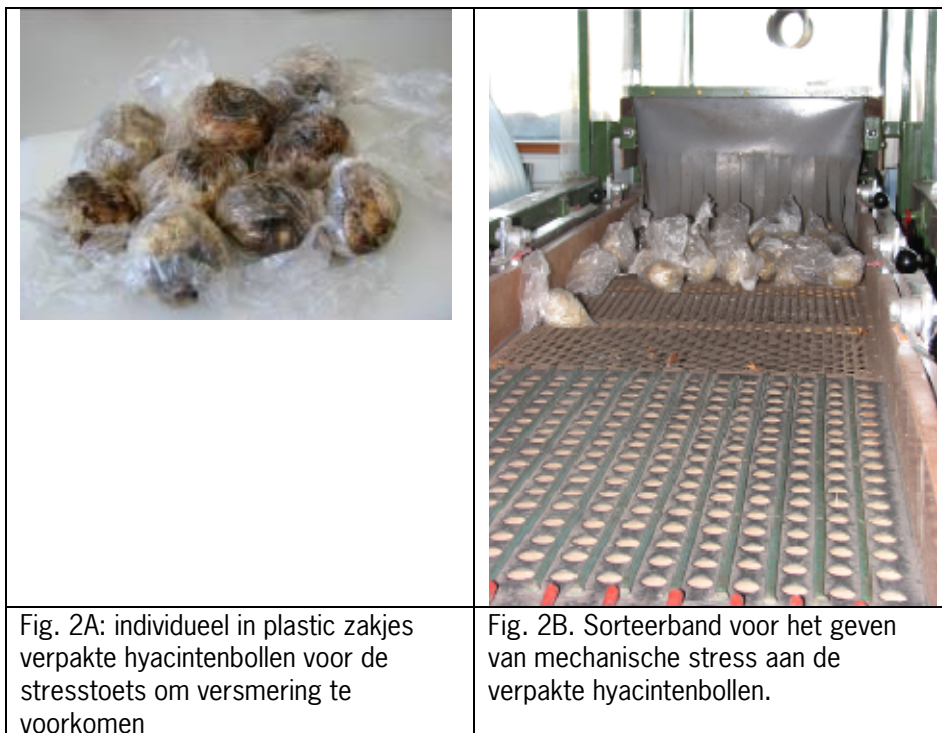 Fig. 2A: individueel in plastic zakjes
verpakte hyacintenbollen voor de
stresstoets om versmering te
voorkomen
Fig. 2B. Sorteerband voor het geven
van mechanische stress aan de
verpakte hyacintenbollen.